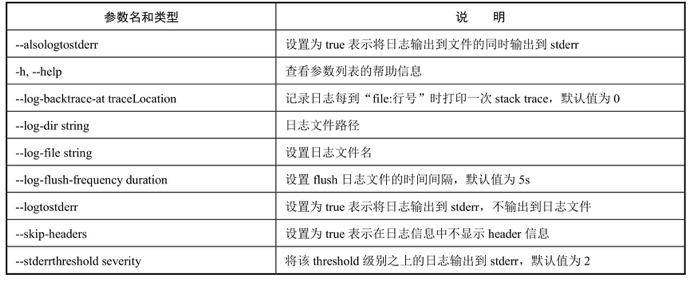 参数名和类型 说 明
--alsologtostderr 设置为 true 表示将日志输出到文件的同时输出到 stderr
-h, --help 查看参数列表的帮助信息
--log-backtrace-at traceLocation 记录日志每到“file:行号”时打印一次 stack trace，默认值为 0
--log-dir string 日志文件路径
--log-file string 设置日志文件名
--log-flush-frequency duration 设置 flush 日志文件的时间间隔，默认值为 5s
--logtostderr 设置为 true 表示将日志输出到 stderr，不输出到日志文件
--skip-headers 设置为 true 表示在日志信息中不显示 header 信息
--stderrthreshold severity 将该 threshold 级别之上的日志输出到 stderr，默认值为 2